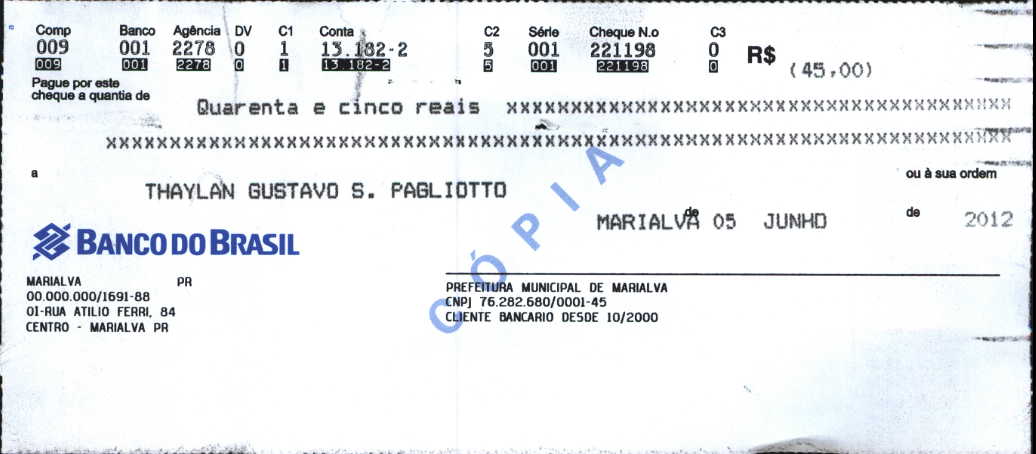 Comp Banco Agência DV C1 Conta C2 Série Cheque N.o C3
009 001 2278 0 1 13.182-2 5 001 221198 0 R$ (45,00)
009 001 2278 0 1 13.182-2 5 001 221198 0
Pague por este
cheque a quantia de
Quarenta e cinco reais xxxxxxxxxxxxxxxxxxxxxxxxxxxxxxxxxxxxxxxxxx
xxxxxxxxxxxxxxxxxxxxxxxxxxxxxxxxxxxxxxxxxxxxxxxxxxxxxxxxxxxxxxxxxxxxxxxxxx
a ou à sua ordem
THAYLAN GUSTAVO S. PAGLIOTTO
MARIALVA de 05 JUNHO de 2012
CÓPIA
BANCO DO BRASIL
MARIALVA PR
00.000.000/1691-88
01-RUA ATILIO FERRI, 84
CENTRO - MARIALVA PR
PREFEITURA MUNICIPAL DE MARIALVA
CNPJ 76.282.680/0001-45
CLIENTE BANCARIO DESDE 10/2000